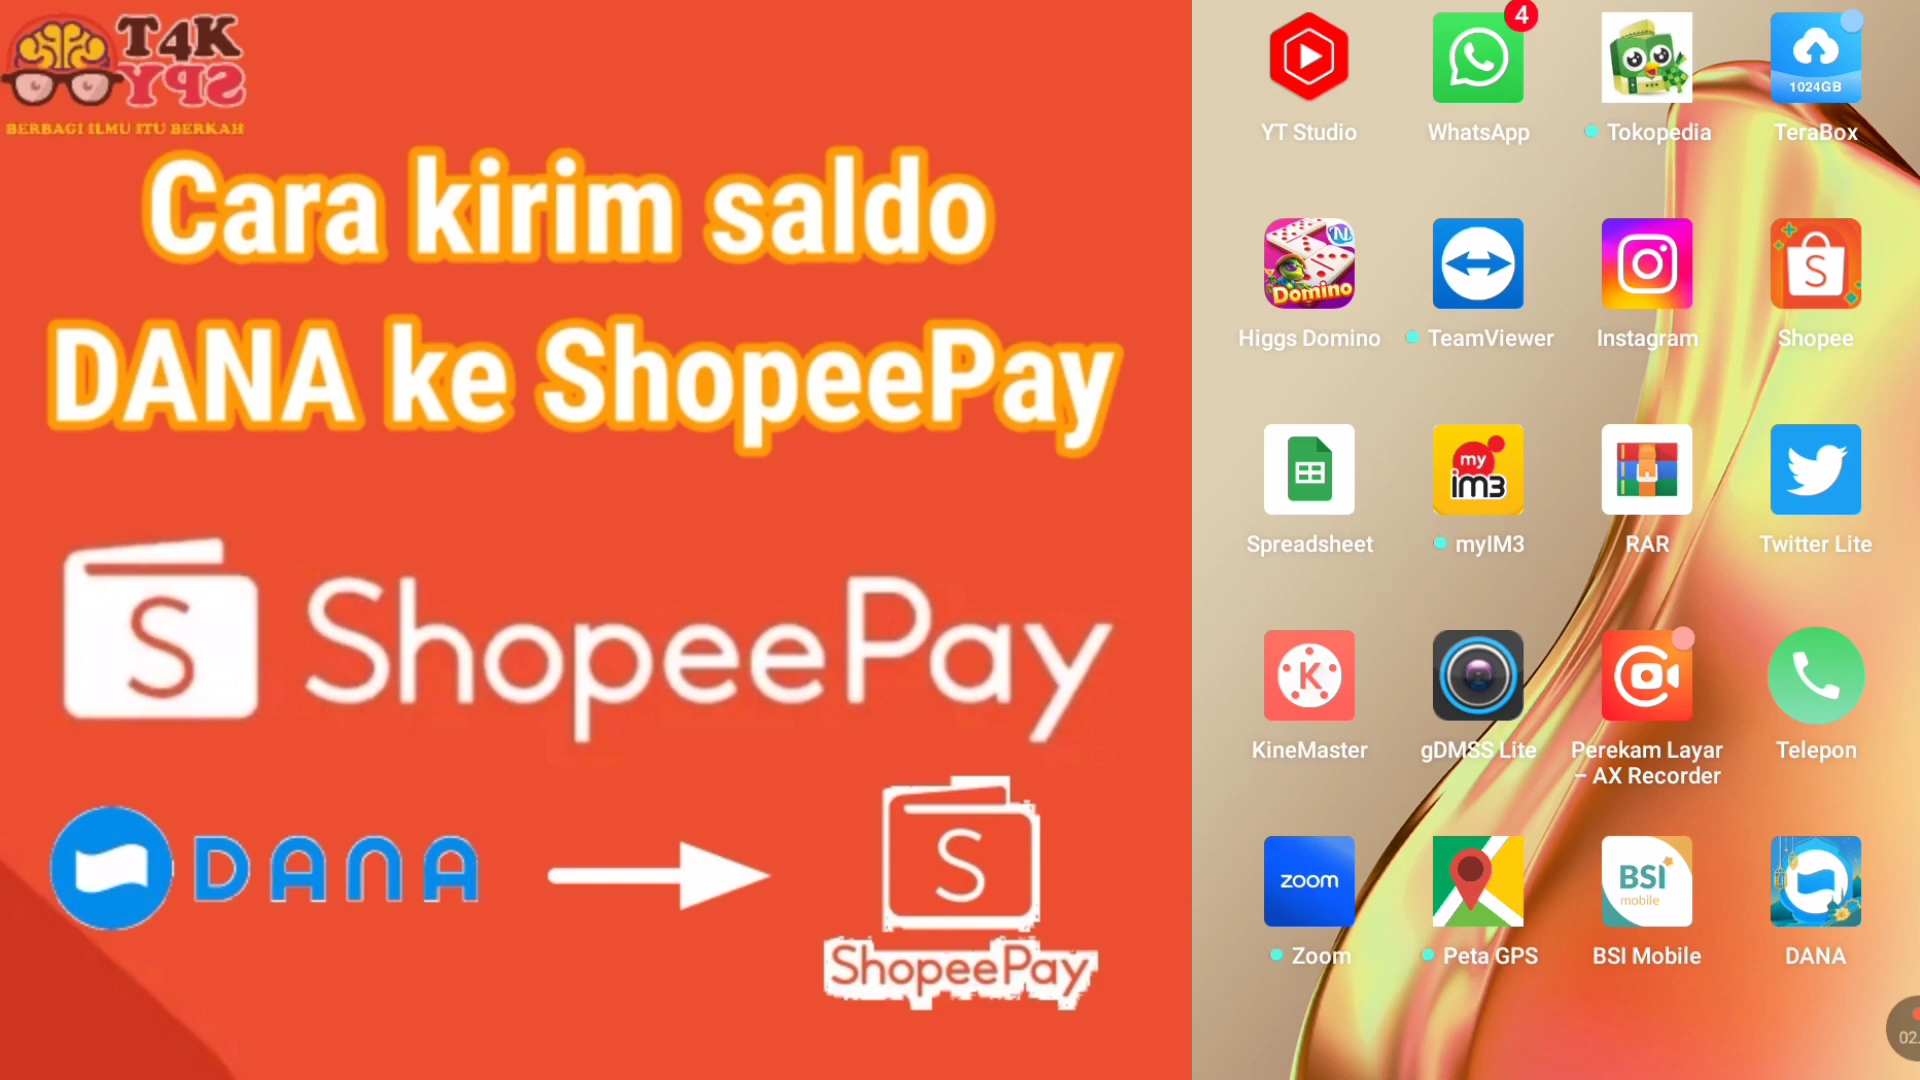 T4K
SPY
BERBAGI ILMU ITU BERKAH
Cara kirim saldo
DANA ke ShopeePay
S ShopeePay
DANA
S
ShopeePay
4
1024GB
YT Studio
WhatsApp
Tokopedia
TeraBox
N
Domino
S
Higgs Domino
TeamViewer
Instagram
Shopee
my
im3
Spreadsheet
myIM3
RAR
Twitter Lite
K
KineMaster
gDMSS Lite
Perekam Layar
– AX Recorder
Telepon
zoom
BSI
mobile
Zoom
Peta GPS
BSI Mobile
DANA
02.